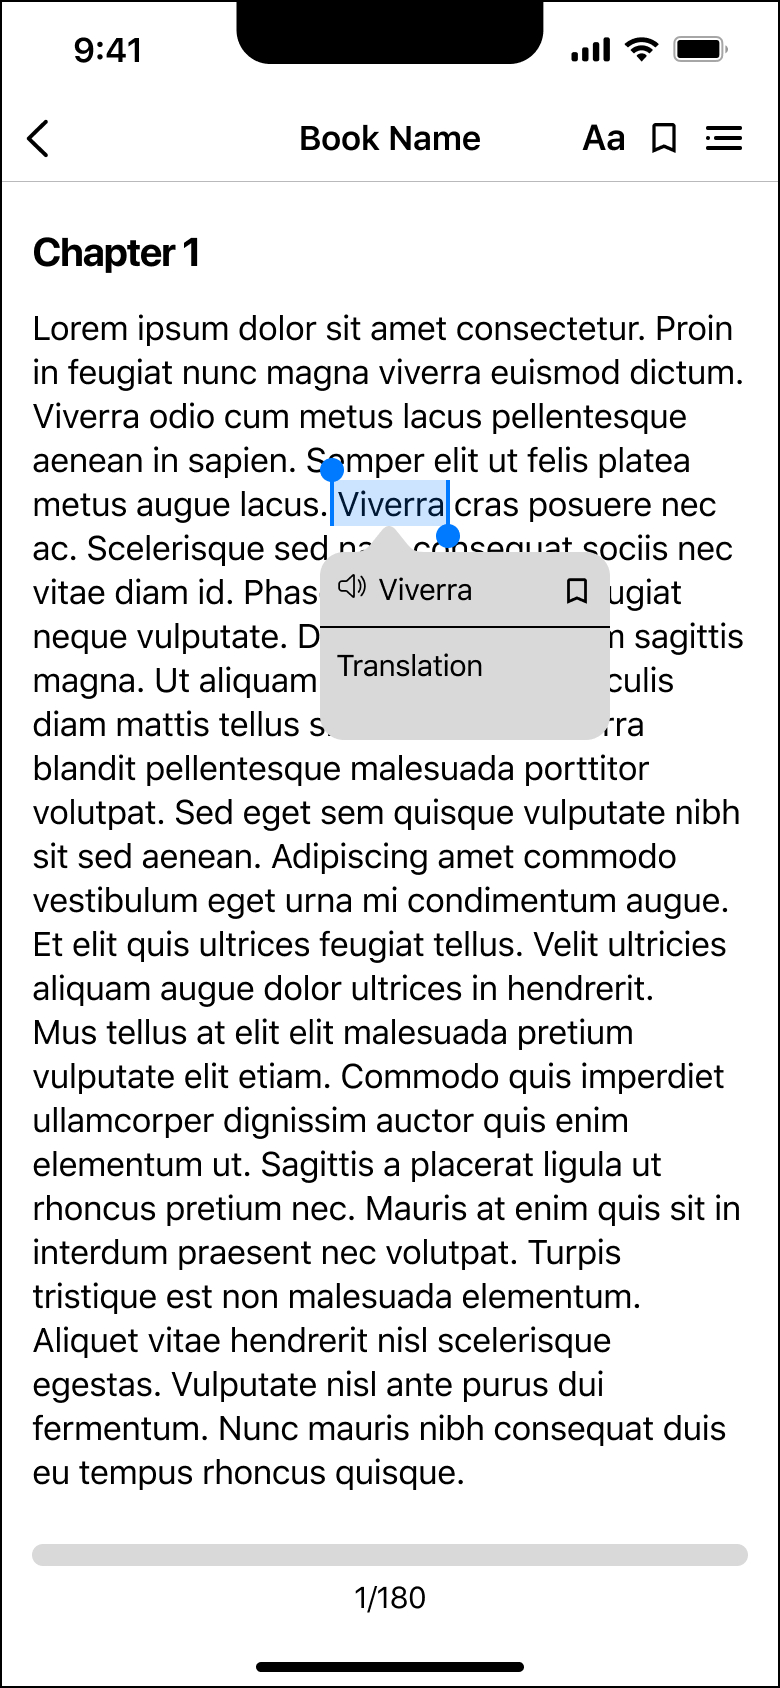 9:41
Book Name
Aa
Chapter 1
Lorem ipsum dolor sit amet consectetur. Proin
in feugiat nunc magna viverra euismod dictum.
Viverra odio cum metus lacus pellentesque
aenean in sapien. Semper elit ut felis platea
metus augue lacus. Viverra cras posuere nec
ac. Scelerisque sed consequat sociis nec
vitae diam id.
neque vulputate. sagittis
magna. Ut aliquam
diam mattis tellus
Viverra
Translation
blandit pellentesque malesuada porttitor
volutpat. Sed eget sem quisque vulputate nibh
sit sed aenean. Adipiscing amet commodo
vestibulum eget urna mi condimentum augue.
Et elit quis ultrices feugiat tellus. Velit ultricies
aliquam augue dolor ultrices in hendrerit.
Mus tellus at elit elit malesuada pretium
vulputate elit etiam. Commodo quis imperdiet
ullamcorper dignissim auctor quis enim
elementum ut. Sagittis a placerat ligula ut
rhoncus pretium nec. Mauris at enim quis sit in
interdum praesent nec volutpat. Turpis
tristique est non malesuada elementum.
Aliquet vitae hendrerit nisl scelerisque
egestas. Vulputate nisl ante purus dui
fermentum. Nunc mauris nibh consequat duis
eu tempus rhoncus quisque.
1/180